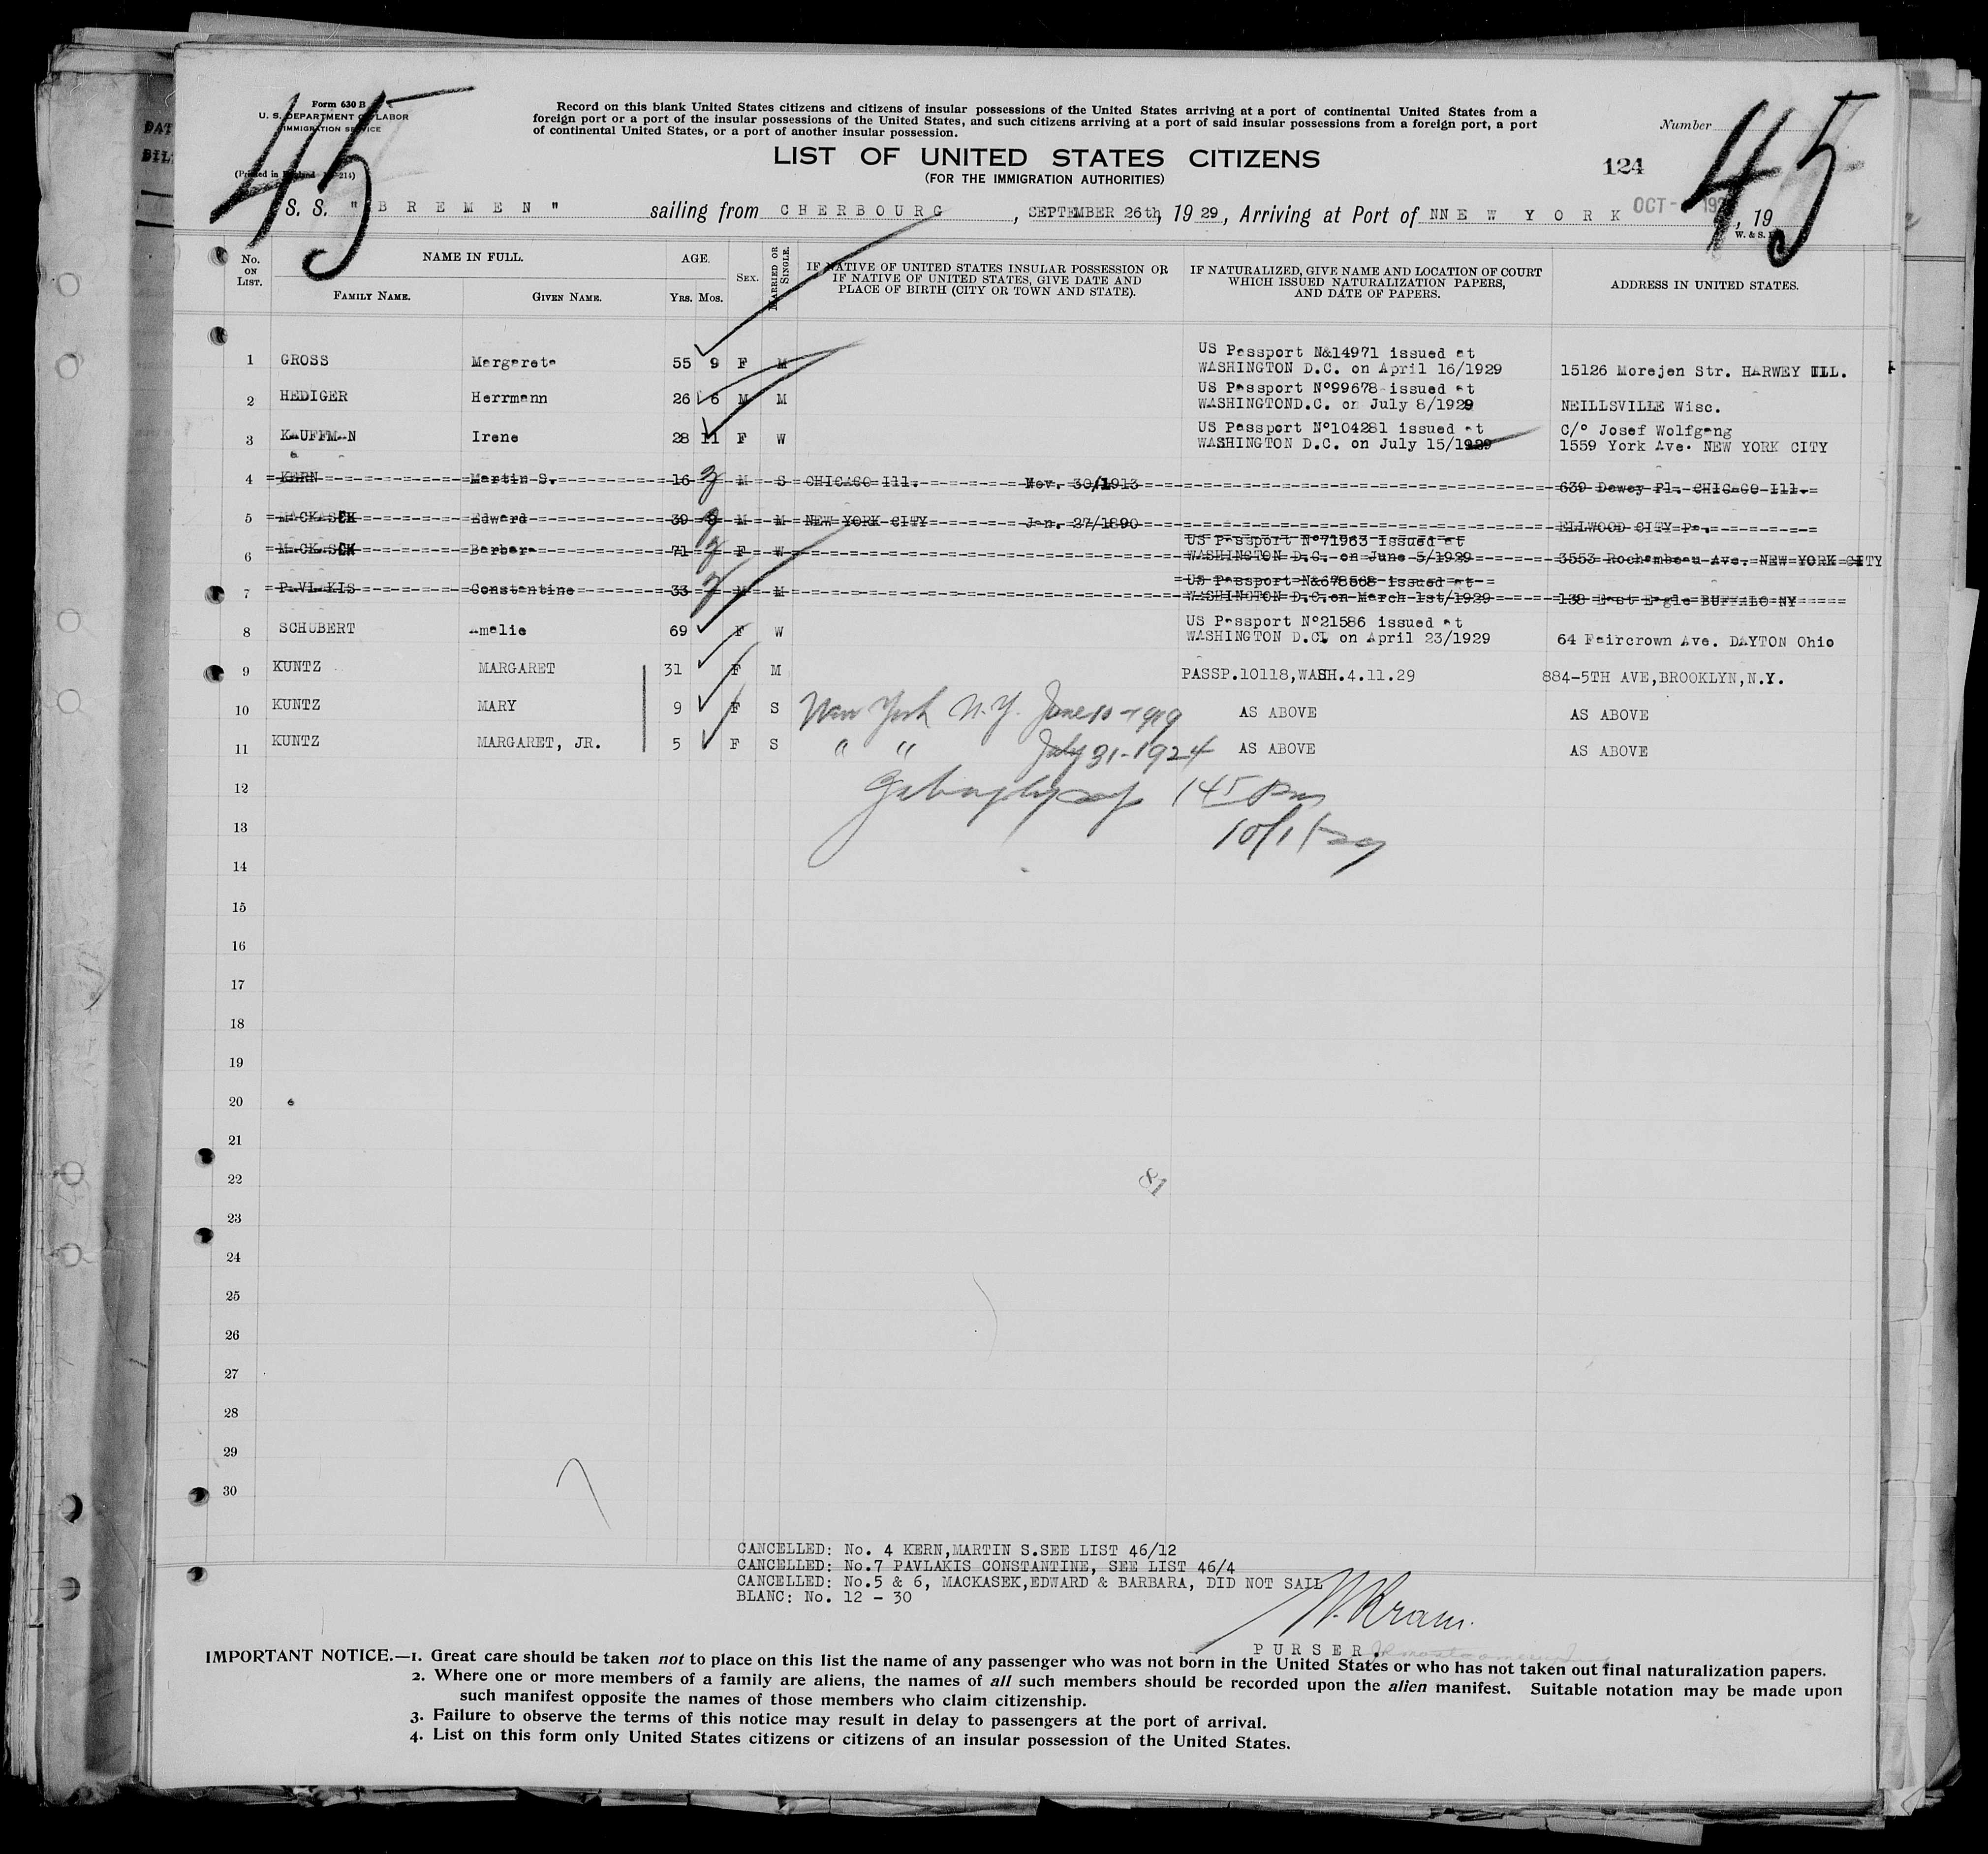 Form 630 B
U. S. DEPARTMENT OF LABOR
IMMIGRATION SERVICE
Record on this blank United States citizens and citizens of insular possessions of the United States arriving at a port of continental United States from a
foreign port or a port of the insular possessions of the United States, and such citizens arriving at a port of said insular possessions from a foreign port, a port
of continental United States, or a port of another insular possession.
Number
45
45
LIST OF UNITED STATES CITIZENS
(FOR THE IMMIGRATION AUTHORITIES)
124
S. S. "BREMEN" sailing from CHERBOURG, SEPTEMBER 26th, 19 29, Arriving at Port of NNEW YORK OCT- , 19
W. & S.
No. ON LIST.
NAME IN FULL.
FAMILY NAME. GIVEN NAME.
AGE.
YRS. MOS.
SEX.
MARRIED OR SINGLE.
IF NATIVE OF UNITED STATES INSULAR POSSESSION OR
IF NATIVE OF UNITED STATES, GIVE DATE AND
PLACE OF BIRTH (CITY OR TOWN AND STATE).
IF NATURALIZED, GIVE NAME AND LOCATION OF COURT
WHICH ISSUED NATURALIZATION PAPERS,
AND DATE OF PAPERS.
ADDRESS IN UNITED STATES.
1 GROSS Margarete 55 9 F M US Passport N&14971 issued at
WASHINGTON D.C. on April 16/1929 15126 Morejen Str. HARWEY ILL.
2 HEDIGER Herrmann 26 6 M M US Passport Nº99678 issued at
WASHINGTOND.C. on July 8/1929 NEILLSVILLE Wisc.
3 KAUFFMAN Irene 28 11 F W US Passport Nº104281 issued at
WASHINGTON D.C. on July 15/1929
C/° Josef Wolfgang
1559 York Ave. NEW YORK CITY
4 KERN Martin S. 16 M S CHICAGO Ill. Nov. 30/1913 639 Dewey Pl. CHICAGO Ill.
5 MACKASEK Edward 39 8 M M NEW YORK CITY Jan. 27/1890 ELLWOOD CITY Pa.
6 MACKASEK Barbara 71 F W US Passport Nº71963 issued at
WASHINGTON D.C. on June 5/1929 3553 Rochambeau Ave. NEW YORK CITY
7 PAVLAKIS Constantine 33 M M US Passport N&678568 issued at
WASHINGTON D.C.on March 1st/1929 138 East Eagle BUFFALO NY
8 SCHUBERT Amalie 69 F W US Passport Nº21586 issued at
WASHINGTON D.C. on April 23/1929 64 Faircrown Ave. DAYTON Ohio
9 KUNTZ MARGARET 31 F M PASSP.10118,WASH.4.11.29 884-5TH AVE,BROOKLYN,N.Y.
10 KUNTZ MARY 9 F S New York N.Y. June 10-1919 AS ABOVE AS ABOVE
11 KUNTZ MARGARET, JR. 5 F S " " July 31-1924 AS ABOVE AS ABOVE
12 145 Pm
13
14
15
16
17
18
19
20
21
22 81
23
24
25
26
27
28
29
30
CANCELLED: No. 4 KERN,MARTIN S.SEE LIST 46/12
CANCELLED: No.7 PAVLAKIS CONSTANTINE, SEE LIST 46/4
CANCELLED: No.5 & 6, MACKASEK,EDWARD & BARBARA, DID NOT SAIL
BLANC: No. 12 - 30
PURSER.
IMPORTANT NOTICE.—1. Great care should be taken not to place on this list the name of any passenger who was not born in the United States or who has not taken out final naturalization papers.
2. Where one or more members of a family are aliens, the names of all such members should be recorded upon the alien manifest. Suitable notation may be made upon
such manifest opposite the names of those members who claim citizenship.
3. Failure to observe the terms of this notice may result in delay to passengers at the port of arrival.
4. List on this form only United States citizens or citizens of an insular possession of the United States.